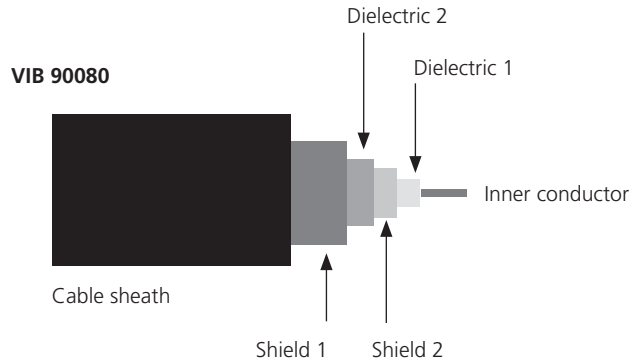 Dielectric 2
VIB 90080
Dielectric 1
Inner conductor
Cable sheath
Shield 1
Shield 2